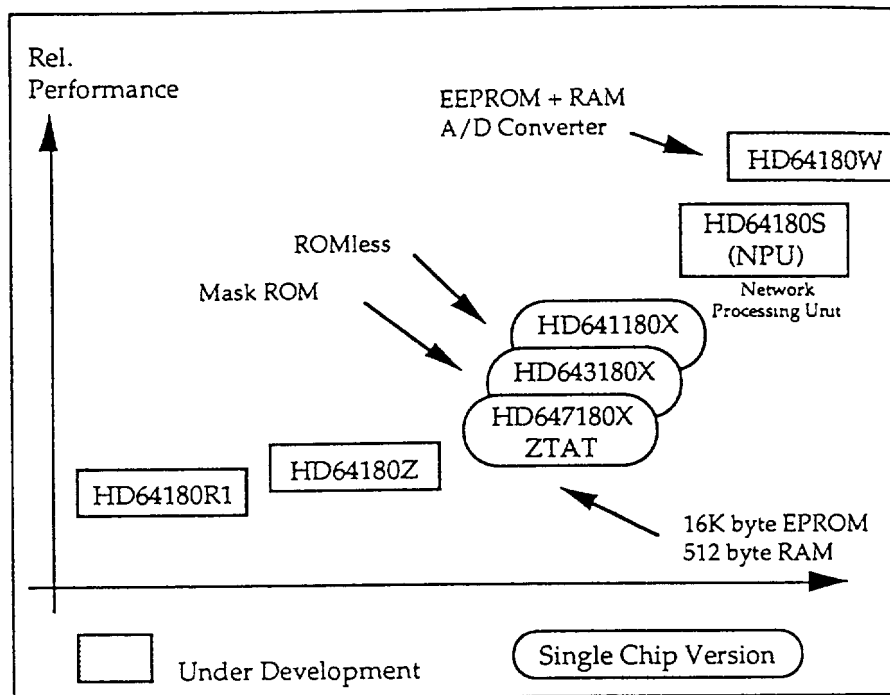 Rel.
Performance
EEPROM + RAM
A/D Converter
HD64180W
HD64180S
(NPU)
Network
Processing Unit
ROMless
Mask ROM
HD641180X
HD643180X
HD647180X
ZTAT
HD64180Z
HD64180R1
16K byte EPROM
512 byte RAM
Under Development
Single Chip Version